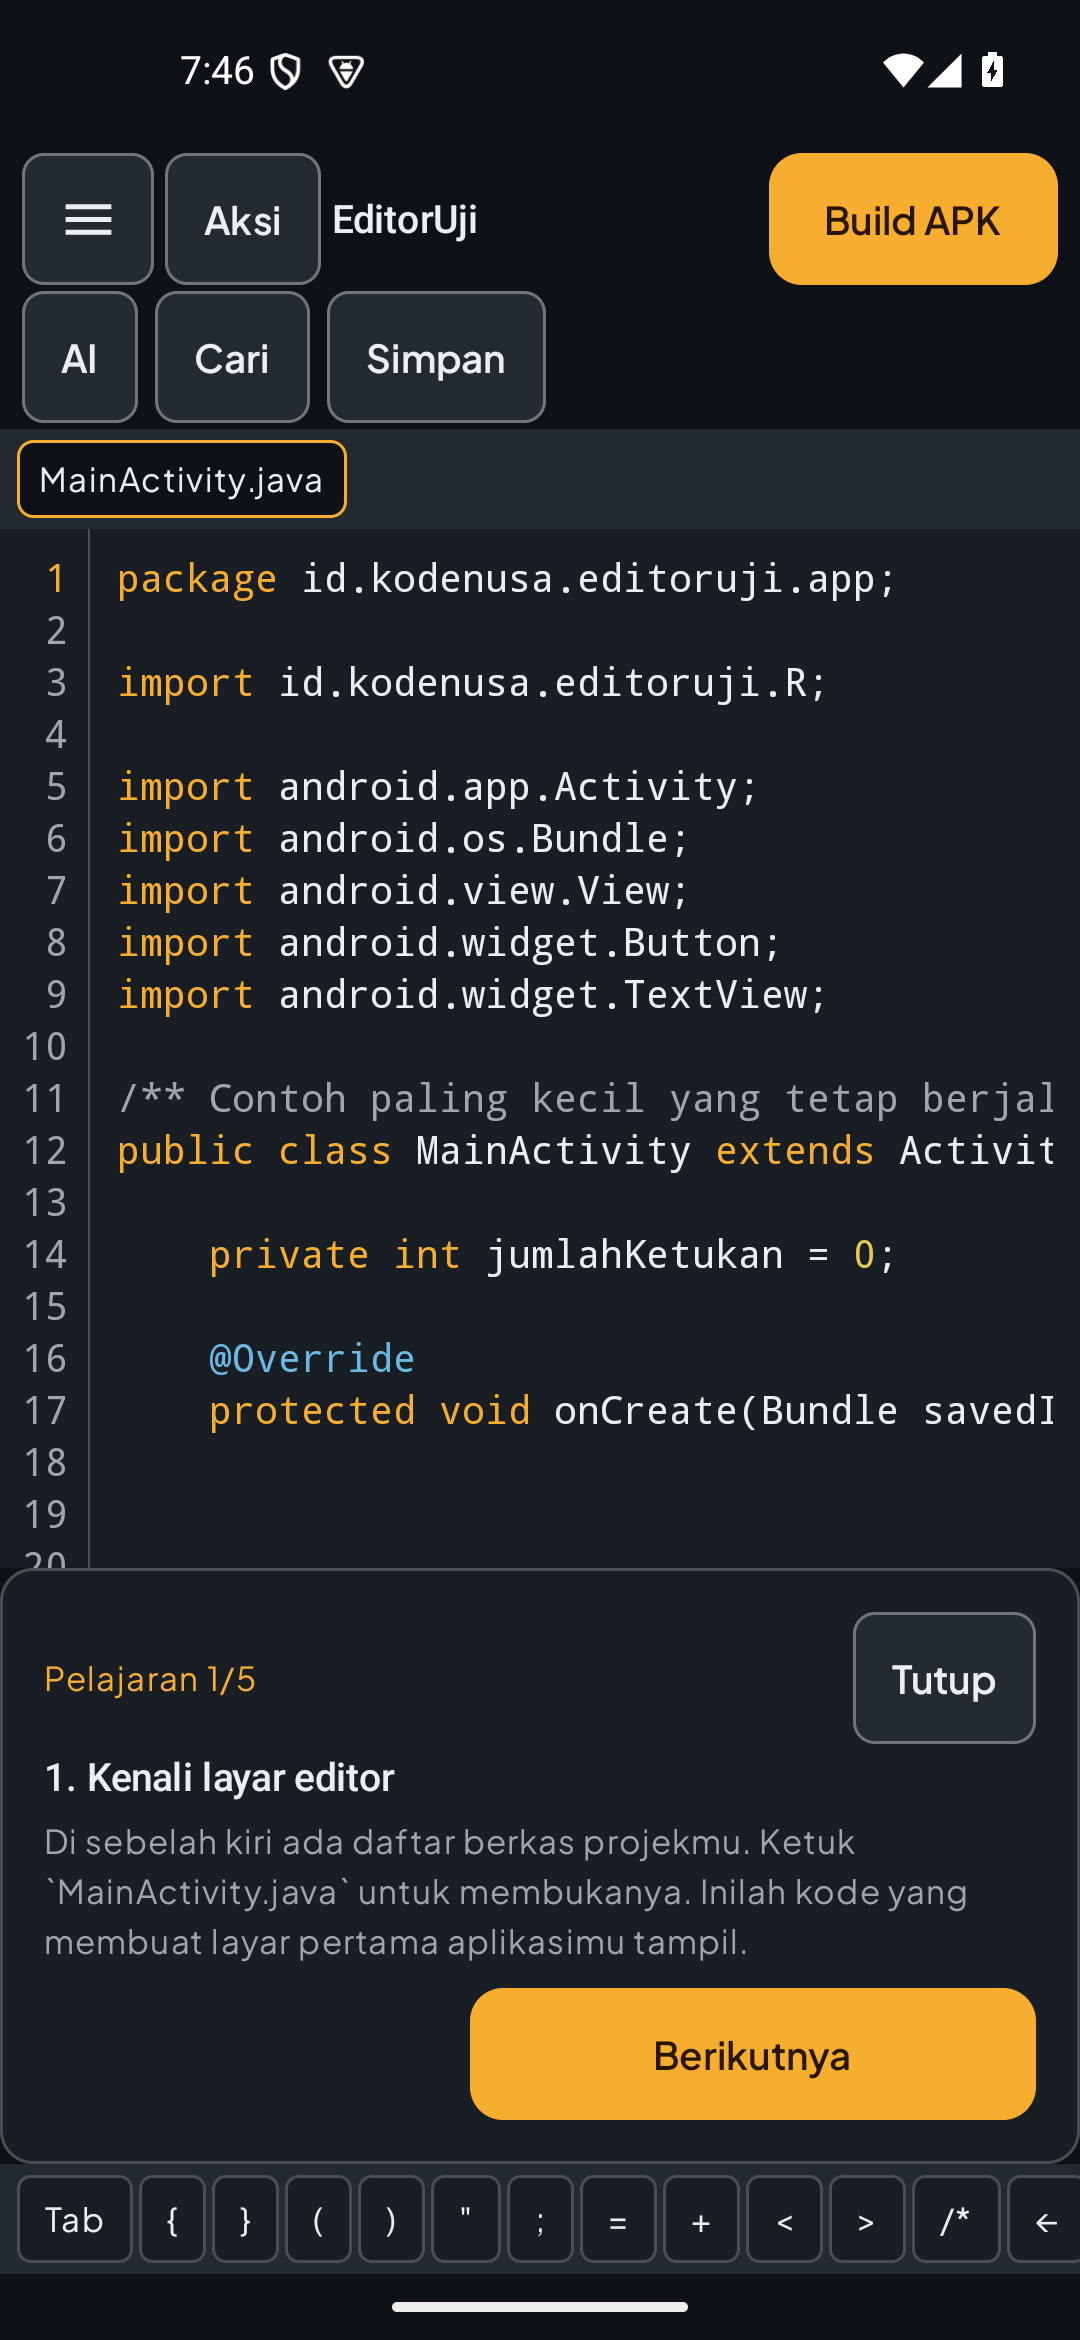 7:46
Aksi EditorUji Build APK
AI Cari Simpan
MainActivity.java
1 package id.kodenusa.editoruji.app;
2
3 import id.kodenusa.editoruji.R;
4
5 import android.app.Activity;
6 import android.os.Bundle;
7 import android.view.View;
8 import android.widget.Button;
9 import android.widget.TextView;
10
11 /** Contoh paling kecil yang tetap berjal
12 public class MainActivity extends Activit
13
14 private int jumlahKetukan = 0;
15
16 @Override
17 protected void onCreate(Bundle savedI
18
19
20
Pelajaran 1/5 Tutup
1. Kenali layar editor
Di sebelah kiri ada daftar berkas projekmu. Ketuk
`MainActivity.java` untuk membukanya. Inilah kode yang
membuat layar pertama aplikasimu tampil.
Berikutnya
Tab { } ( ) " ; = + < > /* ←